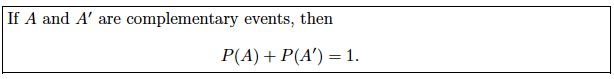 If A and A′ are complementary events, then
P(A) + P(A′) = 1.